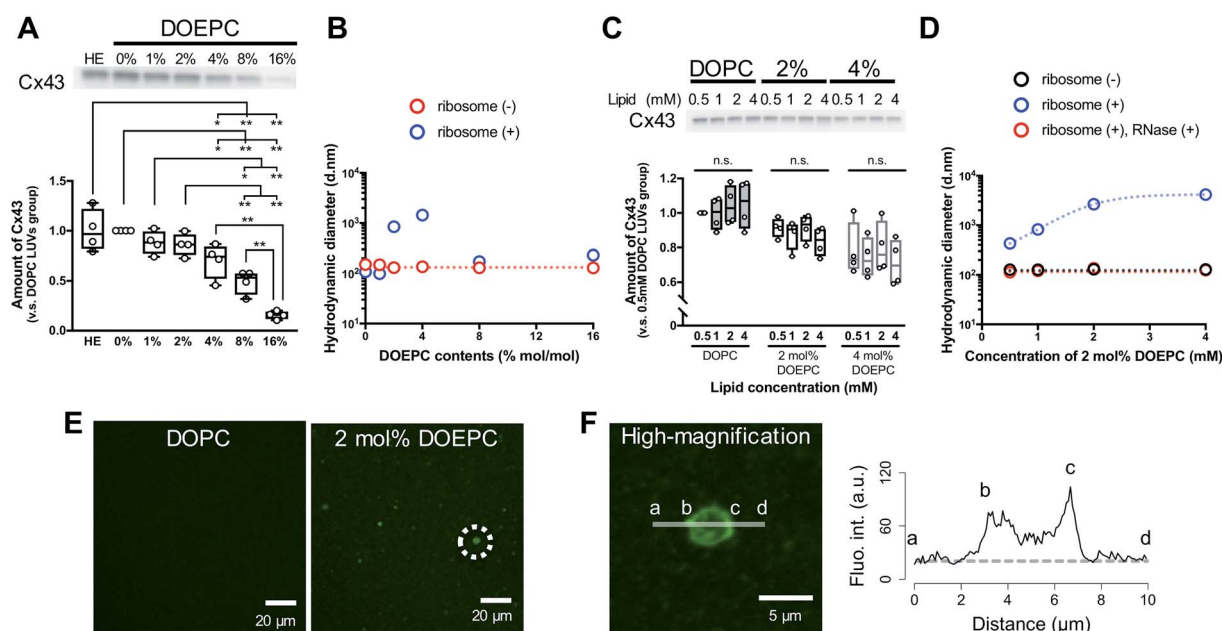 A
DOEPC
HE 0% 1% 2% 4% 8% 16%
Cx43
* ** **
* ** **
* **
** **
**
**
Amount of Cx43
(v.s. DOPC LUVs group)
1.5
1.0
0.5
0.0
HE 0% 1% 2% 4% 8% 16%
B
ribosome (-)
ribosome (+)
Hydrodynamic diameter (d.nm)
10⁴
10³
10²
10¹
0 4 8 12 16
DOEPC contents (% mol/mol)
C
DOPC 2% 4%
Lipid (mM) 0.5 1 2 4 0.5 1 2 4 0.5 1 2 4
Cx43
n.s. n.s. n.s.
Amount of Cx43
(v.s. 0.5mM DOPC LUVs group)
1.2
1.0
0.8
0.6
0
0.5 1 2 4 0.5 1 2 4 0.5 1 2 4
DOPC 2 mol% 4 mol%
DOEPC DOEPC
Lipid concentration (mM)
D
ribosome (-)
ribosome (+)
ribosome (+), RNase (+)
Hydrodynamic diameter (d.nm)
10⁴
10³
10²
10¹
0 1 2 3 4
Concentration of 2 mol% DOEPC (mM)
E
DOPC
20 µm
2 mol% DOEPC
20 µm
F
High-magnification
a b c d
5 µm
Fluo. int. (a.u.)
120
60
0
a
b
c
d
0 2 4 6 8 10
Distance (µm)